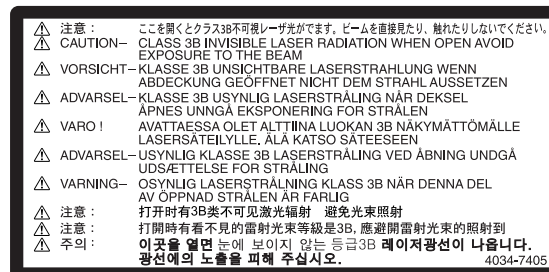 注意： ここを開くとクラス3B不可視レーザ光がでます。ビームを直接見たり、触れたりしないでください。
CAUTION– CLASS 3B INVISIBLE LASER RADIATION WHEN OPEN AVOID
EXPOSURE TO THE BEAM
VORSICHT– KLASSE 3B UNSICHTBARE LASERSTRAHLUNG WENN
ABDECKUNG GEÖFFNET NICHT DEM STRAHL AUSSETZEN
ADVARSEL– KLASSE 3B USYNLIG LASERSTRÅLING NÅR DEKSEL
ÅPNES UNNGÅ EKSPONERING FOR STRÅLEN
VARO ! AVATTAESSA OLET ALTTIINA LUOKAN 3B NÄKYMÄTTÖMÄLLE
LASERSÄTEILYLLE. ÄLÄ KATSO SÄTEESEEN
ADVARSEL– USYNLIG KLASSE 3B LASERSTRÅLING VED ÅBNING UNDGÅ
UDSÆTTELSE FOR STRÅLING
VARNING– OSYNLIG LASERSTRÅLNING KLASS 3B NÄR DENNA DEL
AV ÖPPNAD STRÅLEN ÄR FARLIG
注意： 打开时有3B类不可见激光辐射 避免光束照射
注意： 打開時有看不見的雷射光束等級是3B, 應避開雷射光束的照射到
주의 : 이곳을 열면 눈에 보이지 않는 등급3B 레이저광선이 나옵니다.
광선에의 노출을 피해 주십시오. 4034-7405